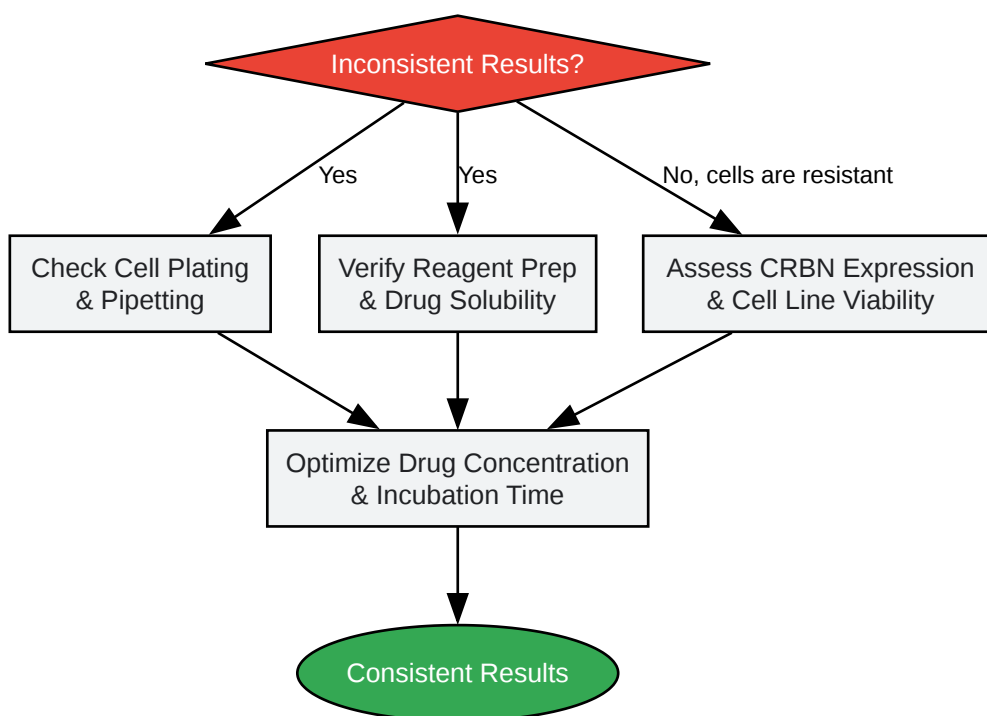 Inconsistent Results?
Yes
Yes
No, cells are resistant
Check Cell Plating
& Pipetting
Verify Reagent Prep
& Drug Solubility
Assess CRBN Expression
& Cell Line Viability
Optimize Drug Concentration
& Incubation Time
Consistent Results